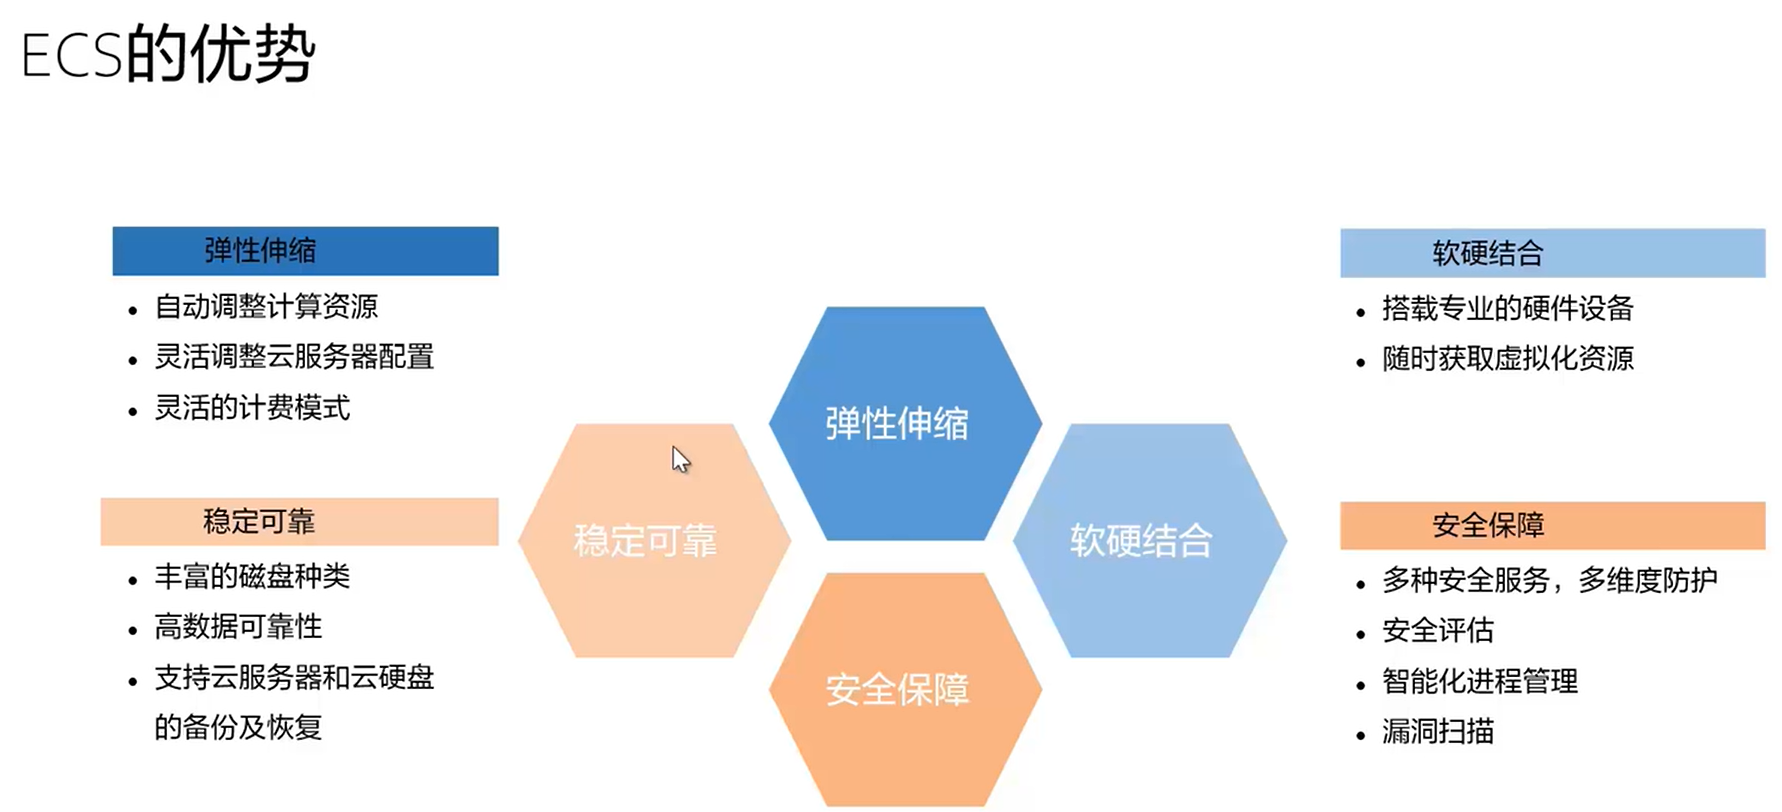 ECS的优势
弹性伸缩
自动调整计算资源
灵活调整云服务器配置
灵活的计费模式
稳定可靠
丰富的磁盘种类
高数据可靠性
支持云服务器和云硬盘
的备份及恢复
弹性伸缩
稳定可靠
软硬结合
安全保障
软硬结合
搭载专业的硬件设备
随时获取虚拟化资源
安全保障
多种安全服务，多维度防护
安全评估
智能化进程管理
漏洞扫描